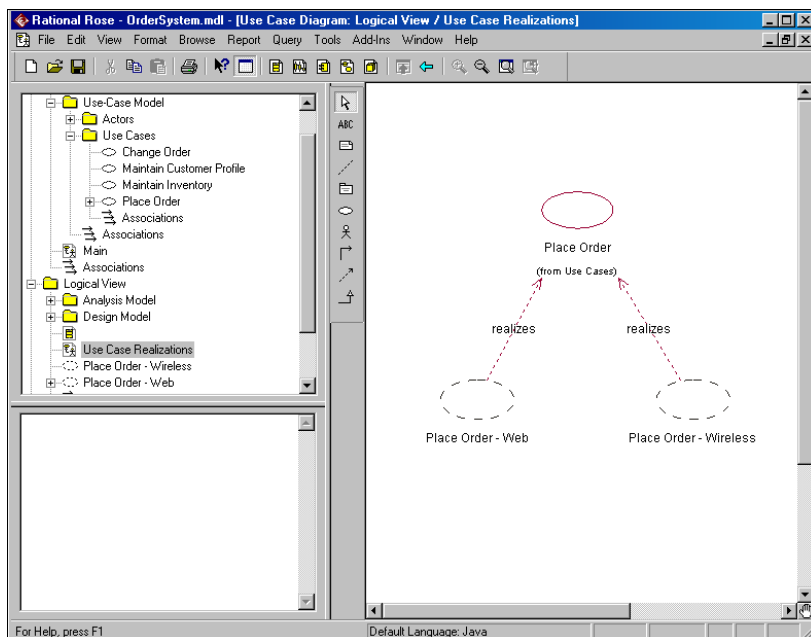 Rational Rose - OrderSystem.mdl - [Use Case Diagram: Logical View / Use Case Realizations]
File Edit View Format Browse Report Query Tools Add-Ins Window Help
Use-Case Model
Actors
Use Cases
Change Order
Maintain Customer Profile
Maintain Inventory
Place Order
Associations
Associations
Main
Associations
Logical View
Analysis Model
Design Model
Use Case Realizations
Place Order - Wireless
Place Order - Web
ABC
Place Order
(from Use Cases)
realizes realizes
Place Order - Web Place Order - Wireless
For Help, press F1 Default Language: Java